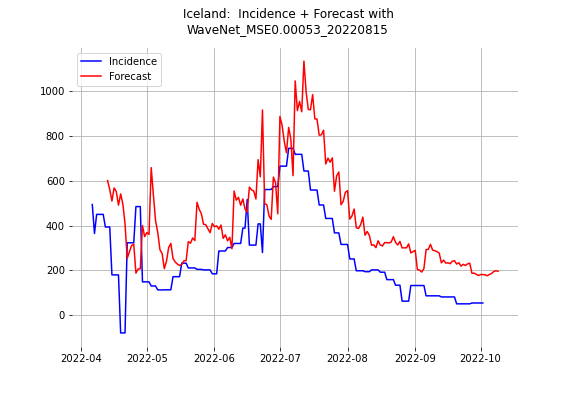 Iceland:  Incidence + Forecast with
WaveNet_MSE0.00053_20220815
Incidence
Forecast
1000
800
600
400
200
0
2022-04 2022-05 2022-06 2022-07 2022-08 2022-09 2022-10